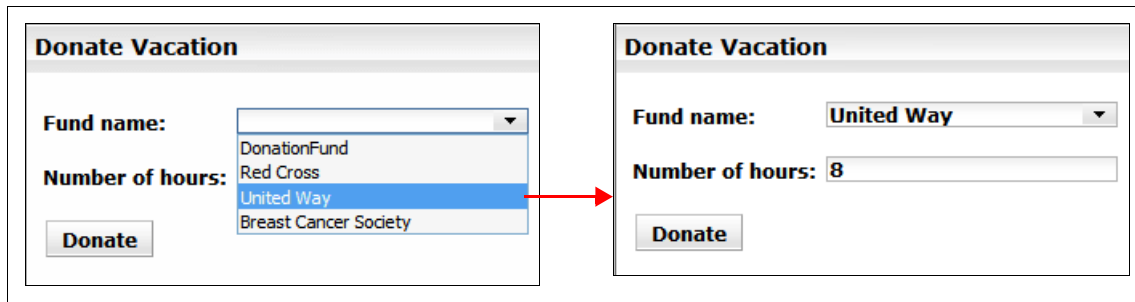 Donate Vacation
Fund name:
DonationFund
Number of hours:
Red Cross
United Way
Breast Cancer Society
Donate
Donate Vacation
Fund name: United Way
Number of hours: 8
Donate